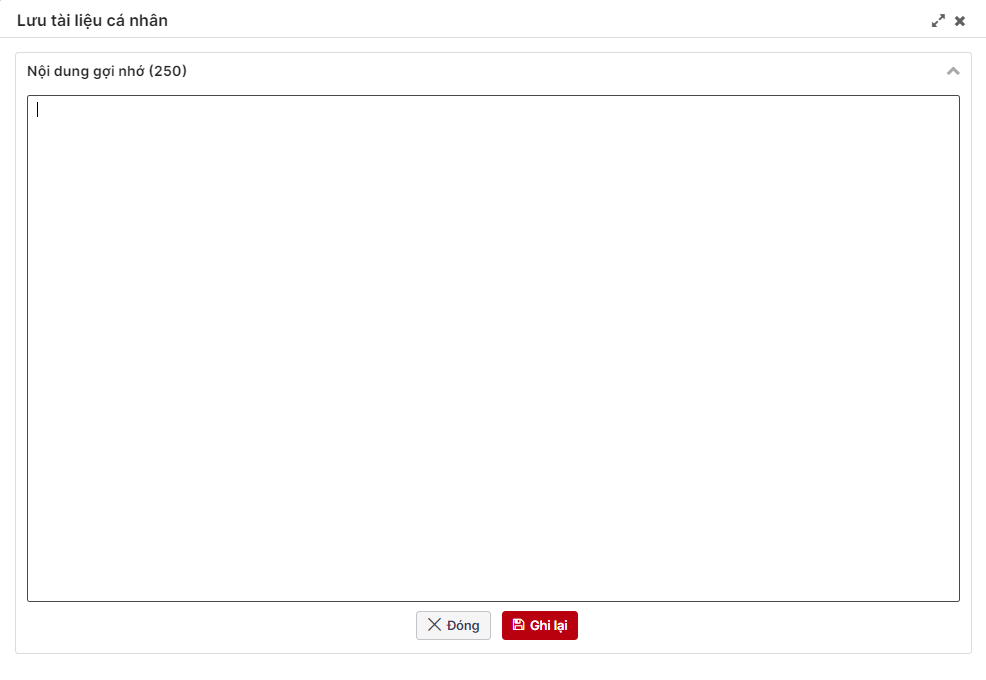 Lưu tài liệu cá nhân
Nội dung gợi nhớ (250)
Đóng
Ghi lại